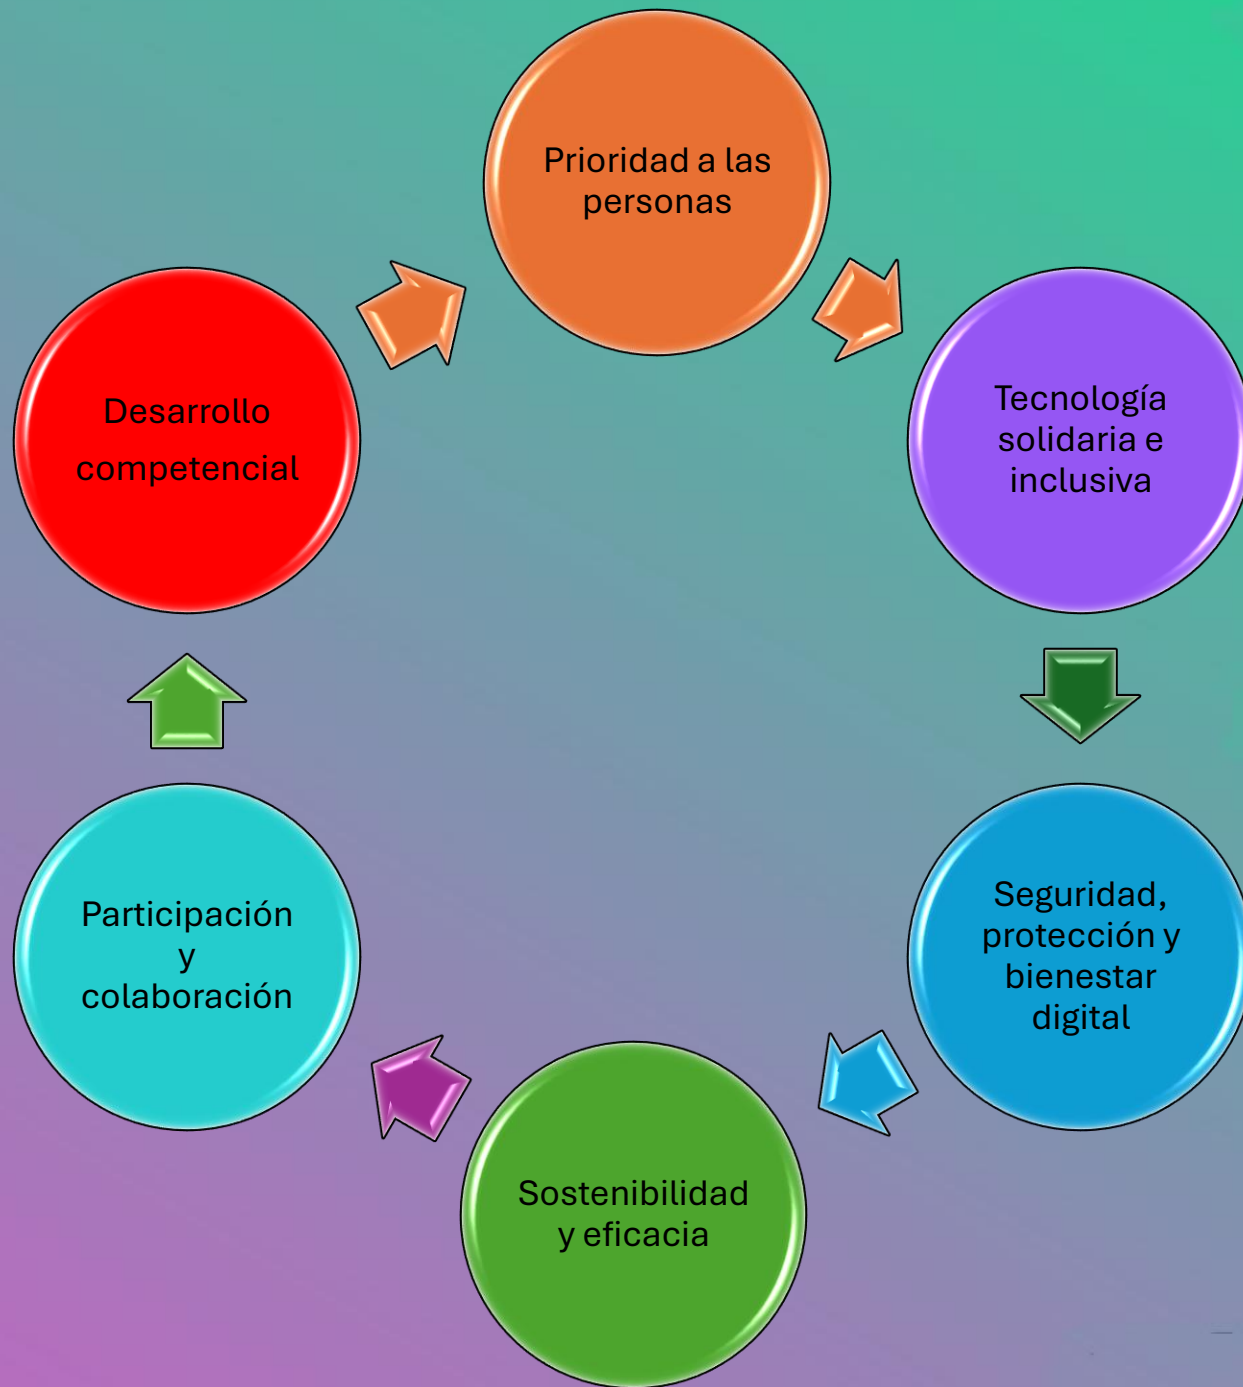 Prioridad a las
personas
Tecnología
solidaria e
inclusiva
Seguridad,
protección y
bienestar
digital
Sostenibilidad
y eficacia
Participación
y
colaboración
Desarrollo
competencial